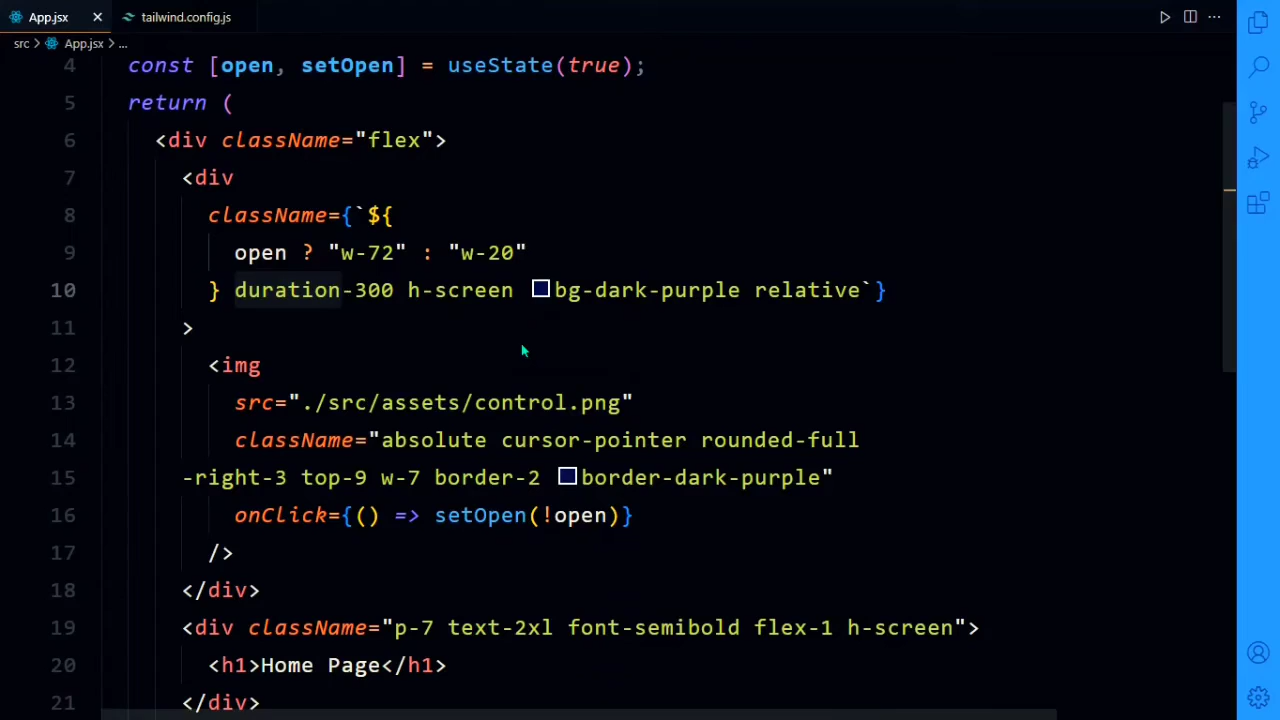 App.jsx
tailwind.config.js
src > App.jsx > ...
4 const [open, setOpen] = useState(true);
5 return (
6 <div className="flex">
7 <div
8 className={`${
9 open ? "w-72" : "w-20"
10 } duration-300 h-screen bg-dark-purple relative`}
11 >
12 <img
13 src="./src/assets/control.png"
14 className="absolute cursor-pointer rounded-full
15 -right-3 top-9 w-7 border-2 border-dark-purple"
16 onClick={() => setOpen(!open)}
17 />
18 </div>
19 <div className="p-7 text-2xl font-semibold flex-1 h-screen">
20 <h1>Home Page</h1>
21 </div>